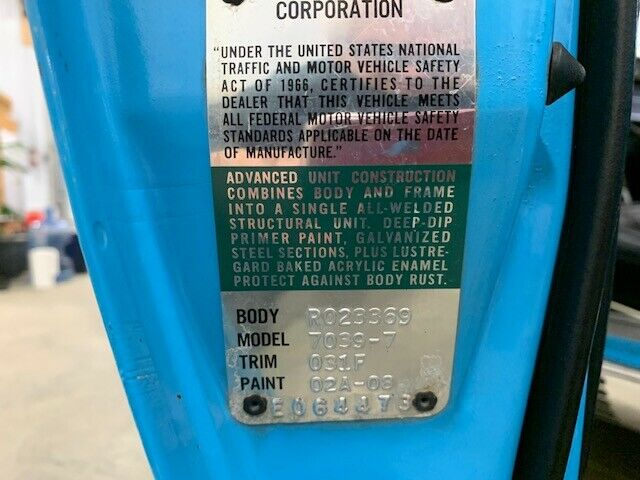 CORPORATION
"UNDER THE UNITED STATES NATIONAL
TRAFFIC AND MOTOR VEHICLE SAFETY
ACT OF 1966, CERTIFIES TO THE
DEALER THAT THIS VEHICLE MEETS
ALL FEDERAL MOTOR VEHICLE SAFETY
STANDARDS APPLICABLE ON THE DATE
OF MANUFACTURE."
ADVANCED UNIT CONSTRUCTION
COMBINES BODY AND FRAME
INTO A SINGLE ALL-WELDED
STRUCTURAL UNIT. DEEP-DIP
PRIMER PAINT, GALVANIZED
STEEL SECTIONS, PLUS LUSTRE-
GARD BAKED ACRYLIC ENAMEL
PROTECT AGAINST BODY RUST.
BODY R023369
MODEL 7039-7
TRIM 031F
PAINT 02A-08